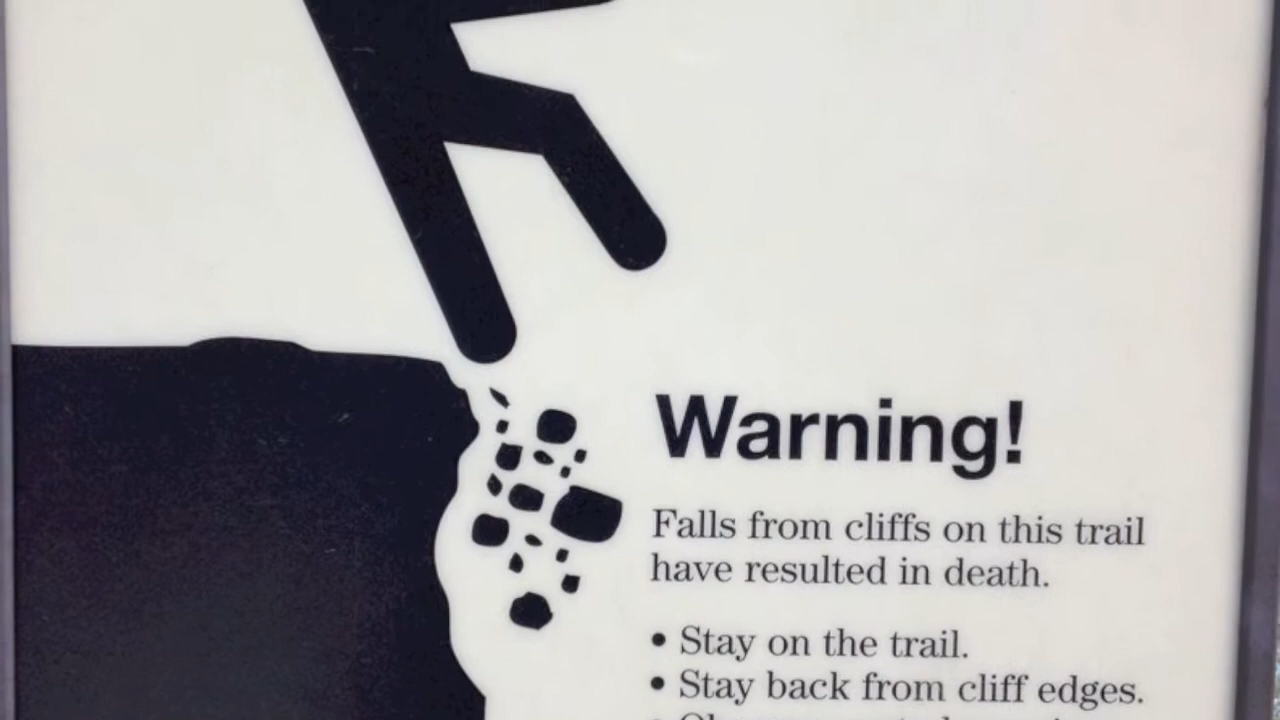 Warning!
Falls from cliffs on this trail
have resulted in death.
• Stay on the trail.
• Stay back from cliff edges.